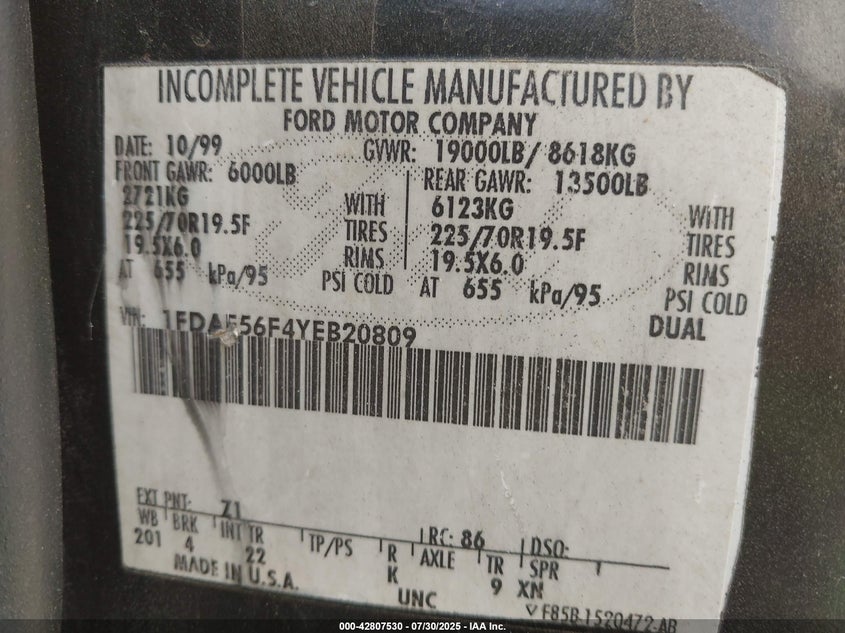 INCOMPLETE VEHICLE MANUFACTURED BY
FORD MOTOR COMPANY
DATE: 10/99 GVWR: 19000LB/ 8618KG
FRONT GAWR: 6000LB REAR GAWR: 13500LB
2721KG WITH 6123KG WITH
225/70R19.5F TIRES 225/70R19.5F TIRES
19.5X6.0 RIMS 19.5X6.0 RIMS
AT 655 kPa/95 PSI COLD AT 655 kPa/95 PSI COLD
VIN: 1FDAF56F4YEB20809 DUAL
EXT PNT: Z1 RC: 86 DSO:
WB BRK INT TR TP/PS R AXLE TR SPR
201 4 22 K 9 XN
MADE IN U.S.A. UNC
F85B 1520472-AB
000-42807530 - 07/30/2025 - IAA Inc.